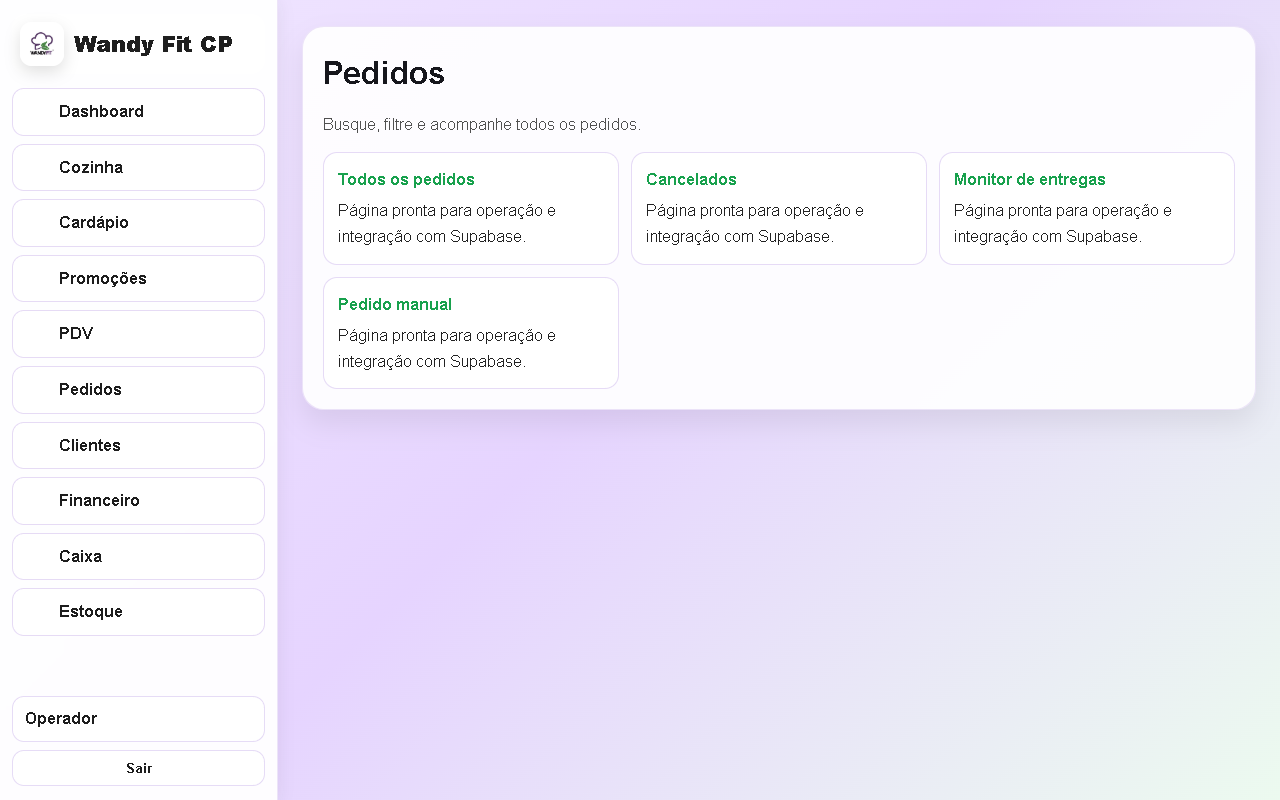 Wandy Fit CP
Dashboard
Cozinha
Cardápio
Promoções
PDV
Pedidos
Clientes
Financeiro
Caixa
Estoque
Operador
Sair
Pedidos
Busque, filtre e acompanhe todos os pedidos.
Todos os pedidos
Página pronta para operação e
integração com Supabase.
Cancelados
Página pronta para operação e
integração com Supabase.
Monitor de entregas
Página pronta para operação e
integração com Supabase.
Pedido manual
Página pronta para operação e
integração com Supabase.